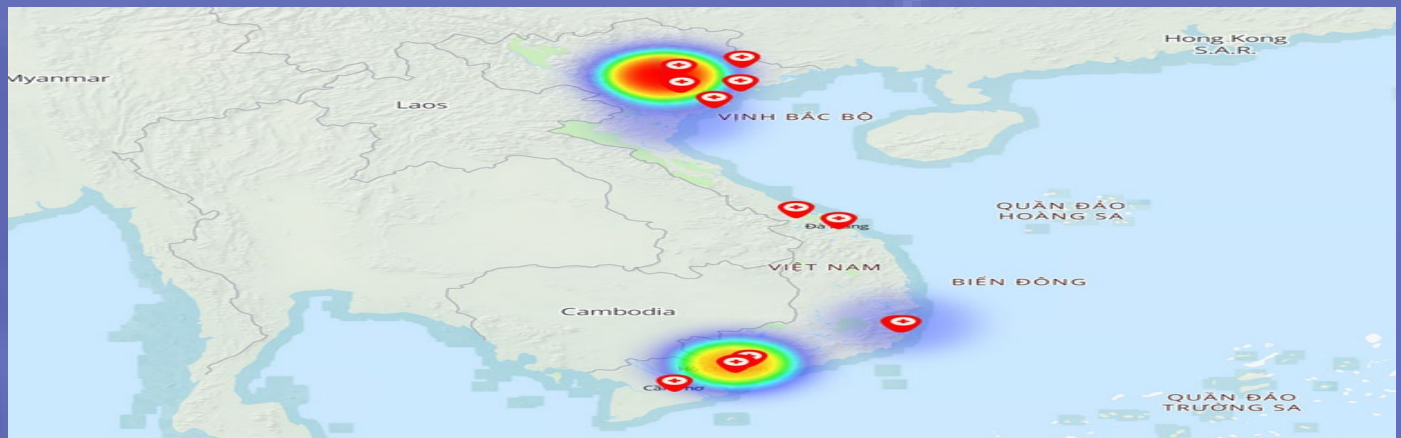 Hong Kong
S.A.R.
Myanmar
Laos
VỊNH BẮC BỘ
QUẦN ĐẢO
HOÀNG SA
VIỆT NAM
BIỂN ĐÔNG
Cambodia
QUẦN ĐẢO
TRƯỜNG SA